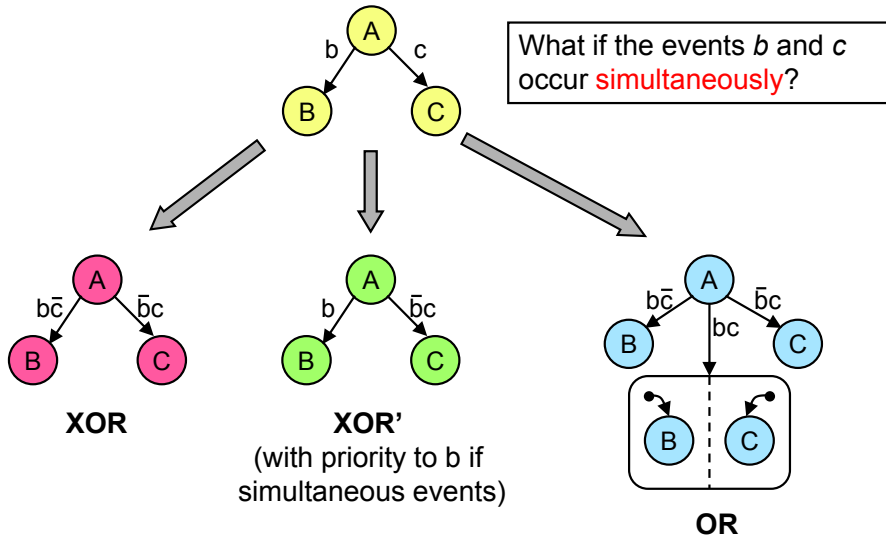 A
b c
B C
What if the events b and c
occur simultaneously?
A
bc̅ b̅c
B C
XOR
A
b b̅c
B C
XOR’
(with priority to b if
simultaneous events)
A
bc̅ b̅c
bc
B C
B C
OR